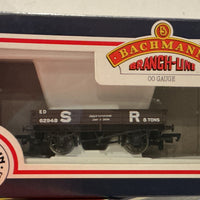 BACHMANN
BRANCH-LINE
OO GAUGE
ED
S R
62948
8 TONS